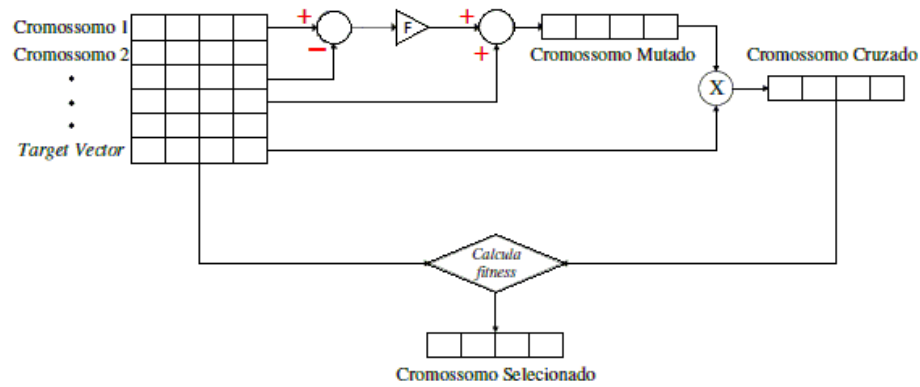 Cromossomo 1
Cromossomo 2
Target Vector
+
−
F
+
+
Cromossomo Mutado
X
Cromossomo Cruzado
Calcula
fitness
Cromossomo Selecionado